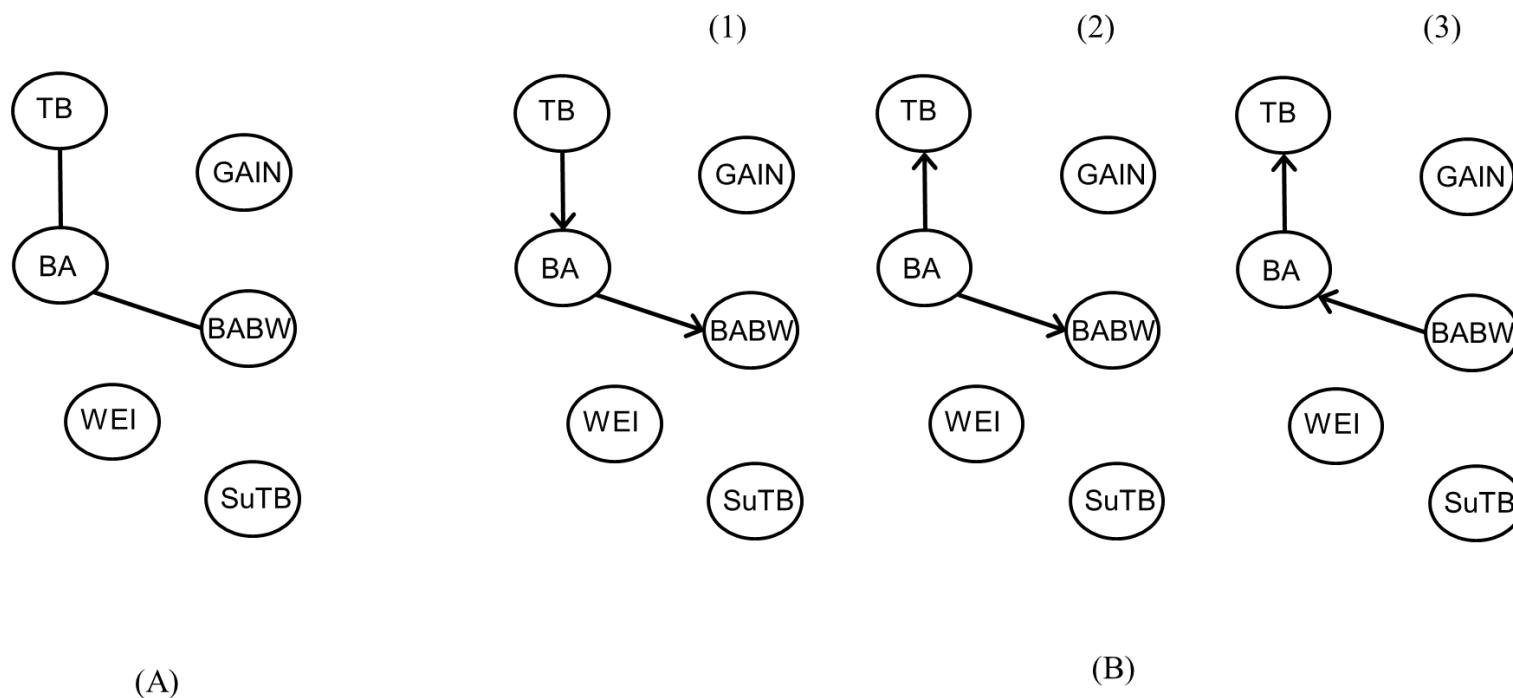 (1) (2) (3)
TB TB TB TB
GAIN GAIN GAIN GAIN
BA BA BA BA
BABW BABW BABW BABW
WEI WEI WEI WEI
SuTB SuTB SuTB SuTB
(A) (B)